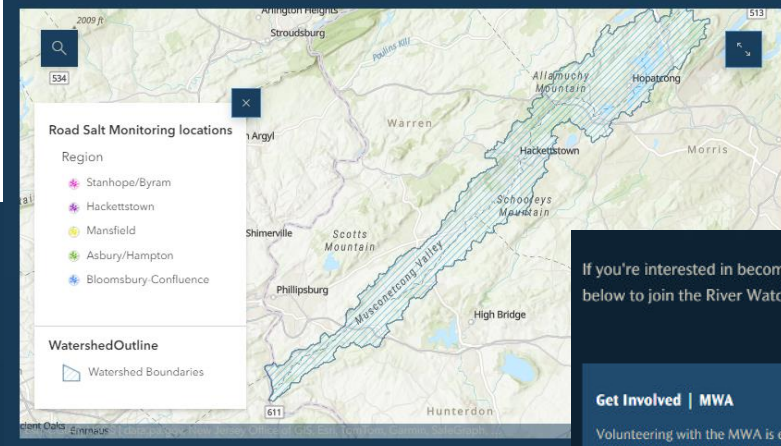 2009 ft
Arlington Heights
Stroudsburg
513
Poulins Kill
534
Allamuchy
Mountain
Hopatcong
Road Salt Monitoring locations
Region
Stanhope/Byram
Hackettstown
Mansfield
Asbury/Hampton
Bloomsbury-Confluence
WatershedOutline
Watershed Boundaries
Argyl
Warren
Hackettstown
Morris
Schooleys
Mountain
Shimerville
Scotts
Mountain
Musconetcong Valley
Phillipsburg
High Bridge
611
Hunterdon
Emmaus
If you're interested in becom
below to join the River Watc
Get Involved | MWA
Volunteering with the MWA is